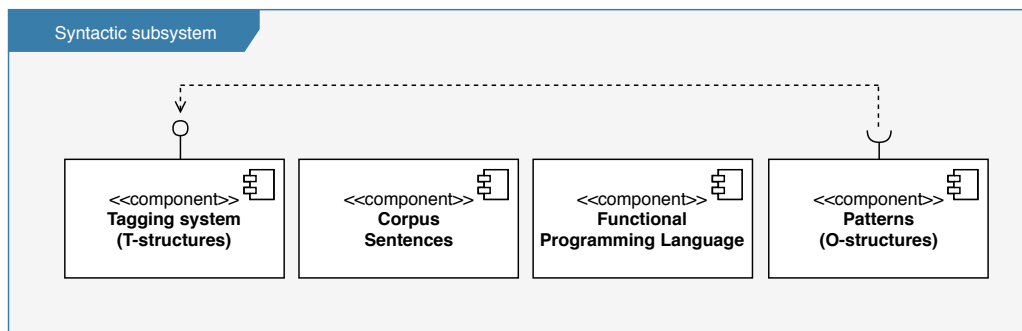 Syntactic subsystem
<<component>>
Tagging system
(T-structures)
<<component>>
Corpus
Sentences
<<component>>
Functional
Programming Language
<<component>>
Patterns
(O-structures)